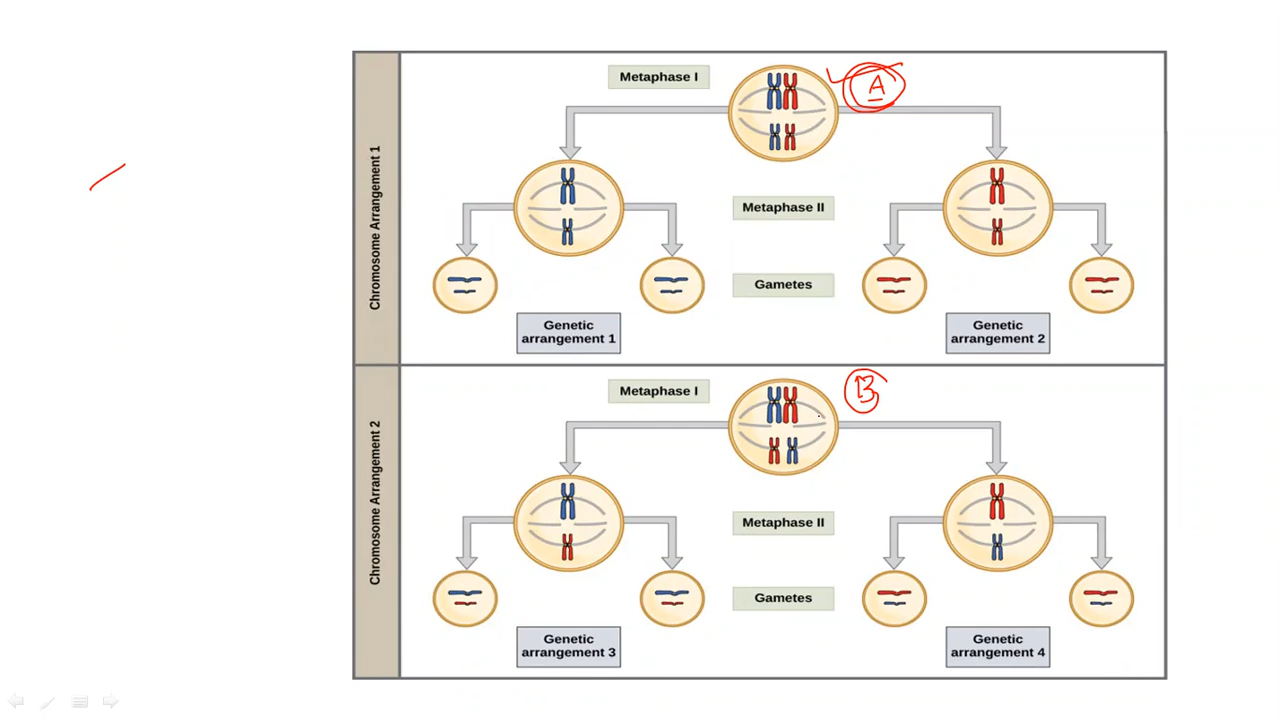 Chromosome Arrangement 1
Metaphase I
A
Metaphase II
Gametes
Genetic
arrangement 1
Genetic
arrangement 2
Chromosome Arrangement 2
Metaphase I
B
Metaphase II
Gametes
Genetic
arrangement 3
Genetic
arrangement 4